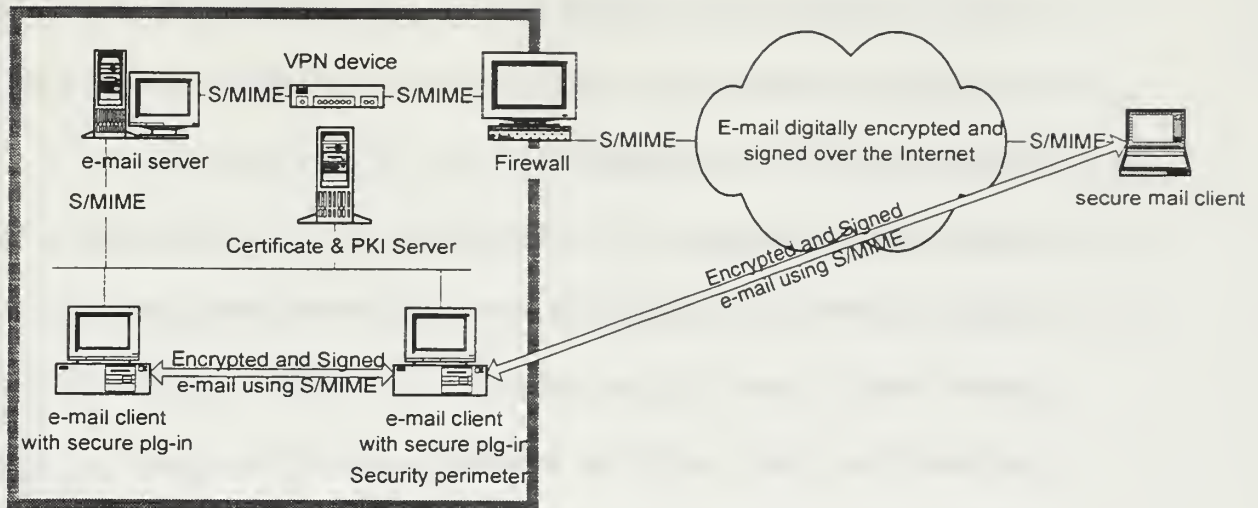 VPN device
S/MIME
S/MIME
e-mail server
Firewall
S/MIME
E-mail digitally encrypted and
signed over the Internet
S/MIME
secure mail client
S/MIME
Certificate & PKI Server
Encrypted and Signed
e-mail using S/MIME
Encrypted and Signed
e-mail using S/MIME
e-mail client
with secure plg-in
e-mail client
with secure plg-in
Security perimeter